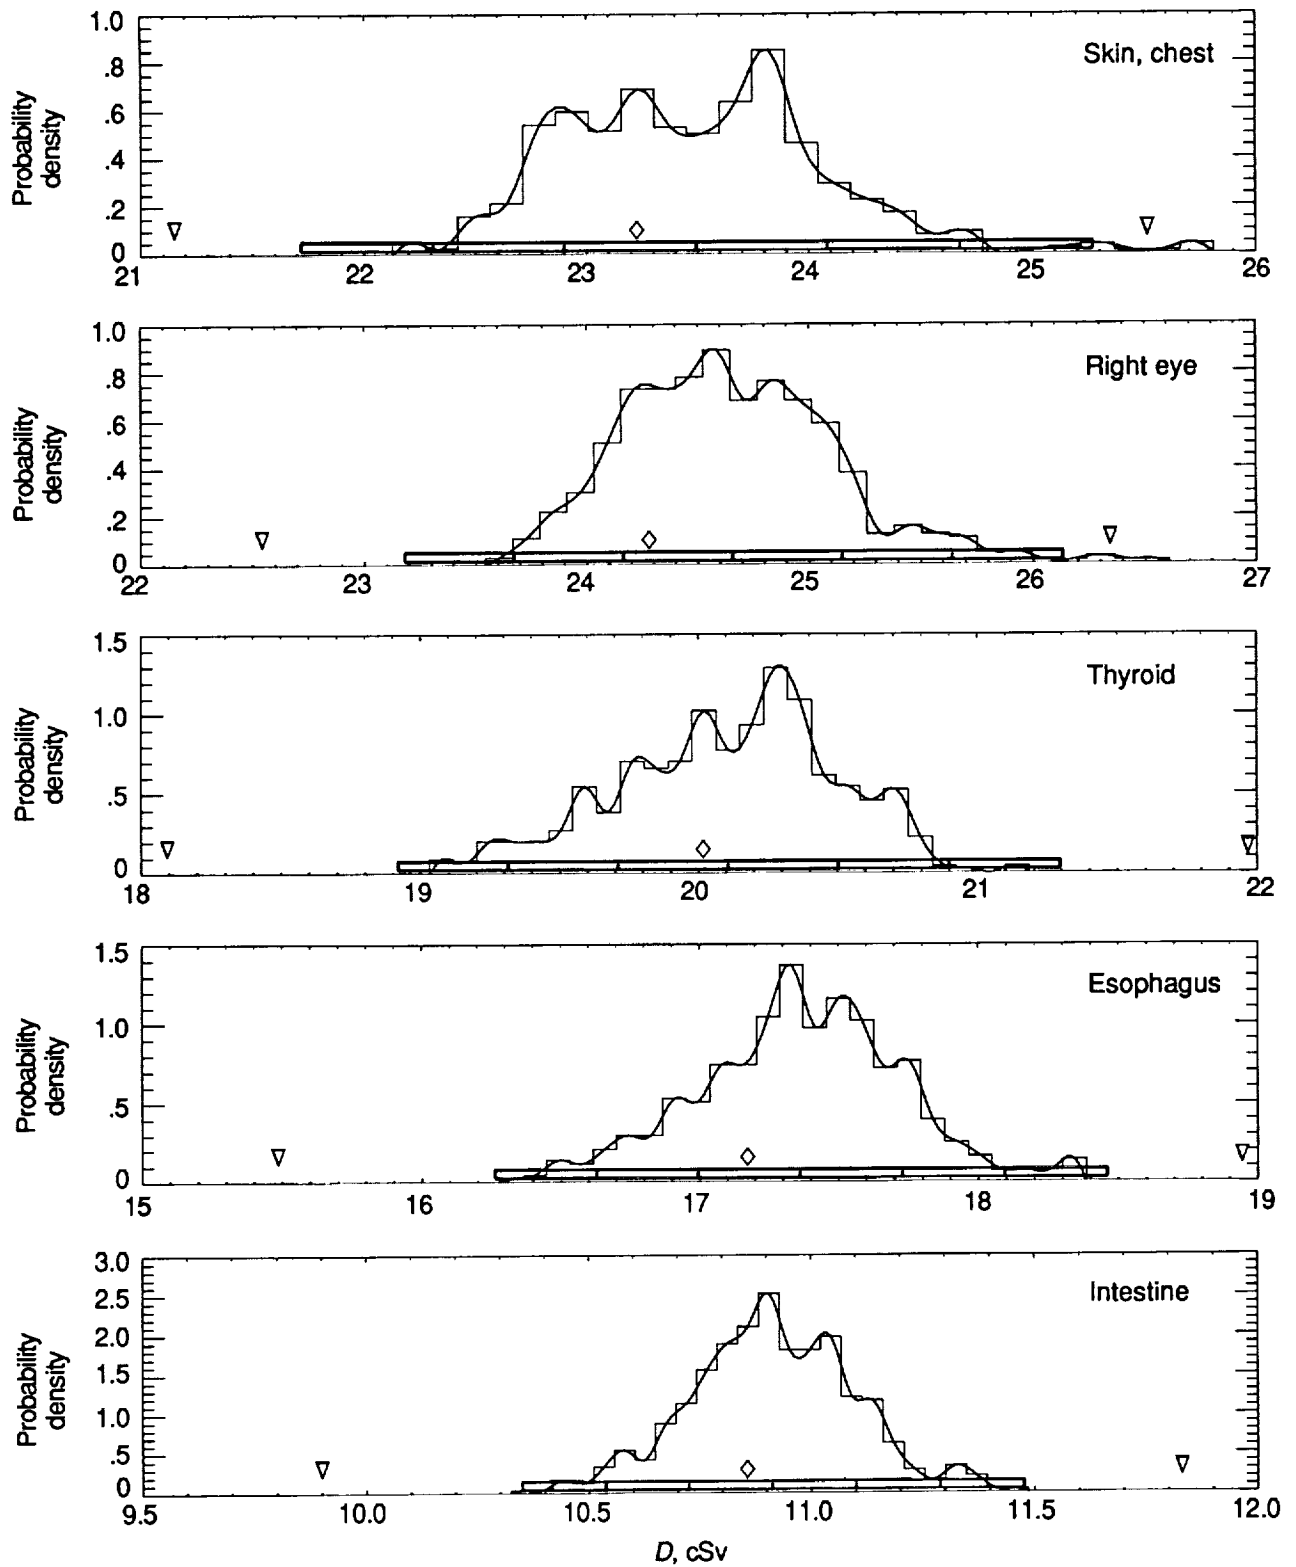 Skin, chest
Probability density
1.0
.8
.6
.4
.2
0
21 22 23 24 25 26
Right eye
Probability density
1.0
.8
.6
.4
.2
0
22 23 24 25 26 27
Thyroid
Probability density
1.5
1.0
.5
0
18 19 20 21 22
Esophagus
Probability density
1.5
1.0
.5
0
15 16 17 18 19
Intestine
Probability density
3.0
2.5
2.0
1.5
1.0
.5
0
9.5 10.0 10.5 11.0 11.5 12.0
D, cSv